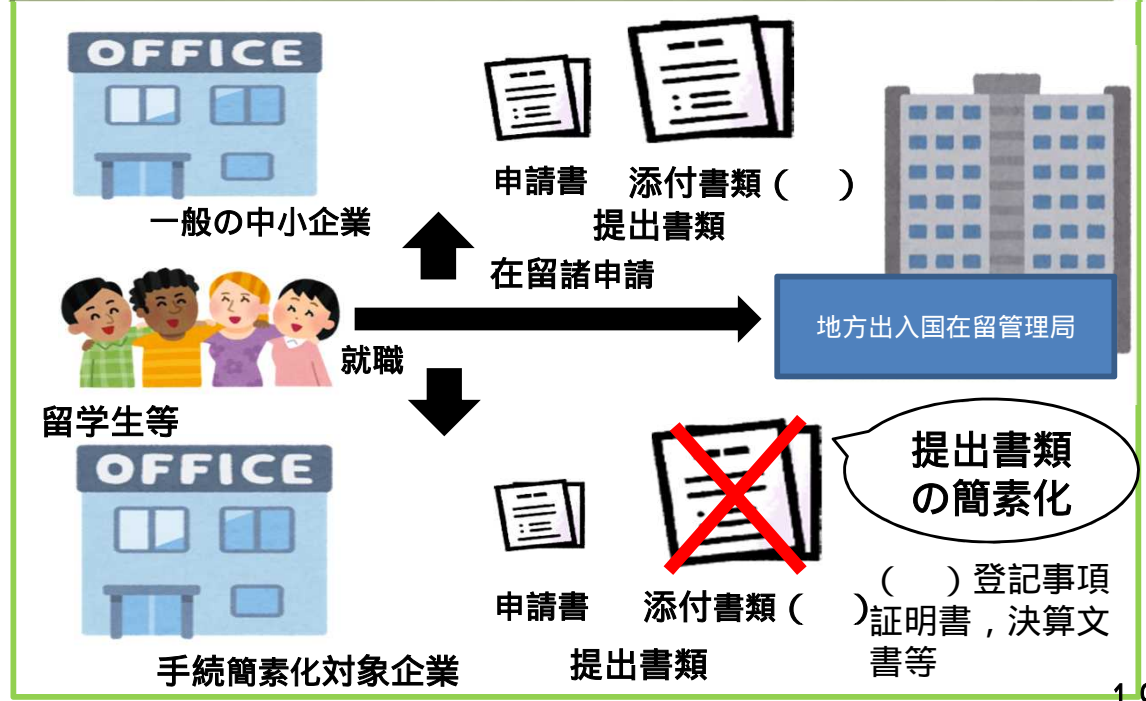 OFFICE
一般の中小企業
申請書
添付書類（　）
提出書類
在留諸申請
地方出入国在留管理局
就職
留学生等
OFFICE
手続簡素化対象企業
申請書
添付書類（　）
提出書類
提出書類
の簡素化
（　）登記事項
証明書，決算文
書等